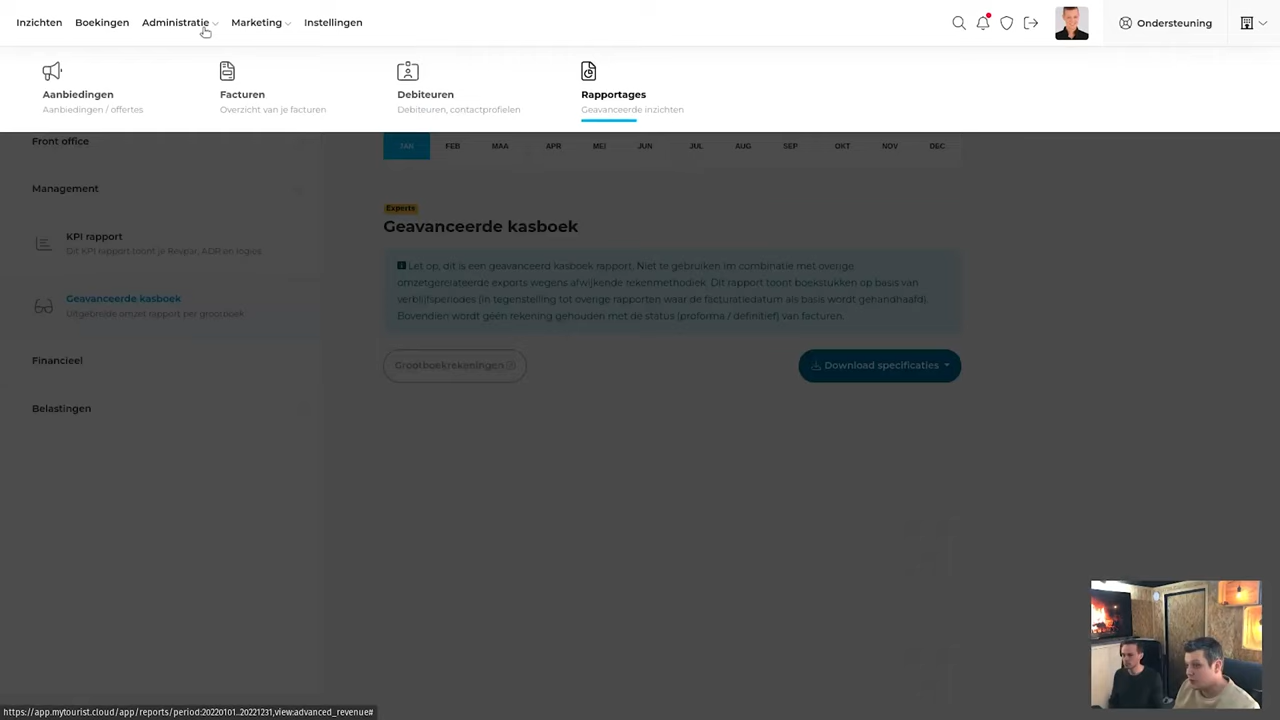 Inzichten Boekingen Administratie Marketing Instellingen Ondersteuning
Aanbiedingen Facturen Debiteuren Rapportages
Aanbiedingen / offertes Overzicht van je facturen Debiteuren, contactprofielen Geavanceerde inzichten
Front office
JAN FEB MAA APR MEI JUN JUL AUG SEP OKT NOV DEC
Management
KPI rapport
Dit KPI rapport toont je Revpar, ADR en logies
Geavanceerde kasboek
Uitgebreide omzet rapport per grootboek
Financieel
Belastingen
Experts
Geavanceerde kasboek
Let op, dit is een geavanceerd kasboek rapport. Niet te gebruiken im combinatie met overige
omzetgerelateerde exports wegens afwijkende rekenmethodiek. Dit rapport toont boekstukken op basis van
verblijfsperiodes (in tegenstelling tot overige rapporten waar de facturatiedatum als basis wordt gehandhaafd).
Bovendien wordt géén rekening gehouden met de status (proforma / definitief) van facturen.
Grootboekrekeningen Download specificaties
https://app.mytourist.cloud/app/reports/period:20220101..20221231,view:advanced_revenue#